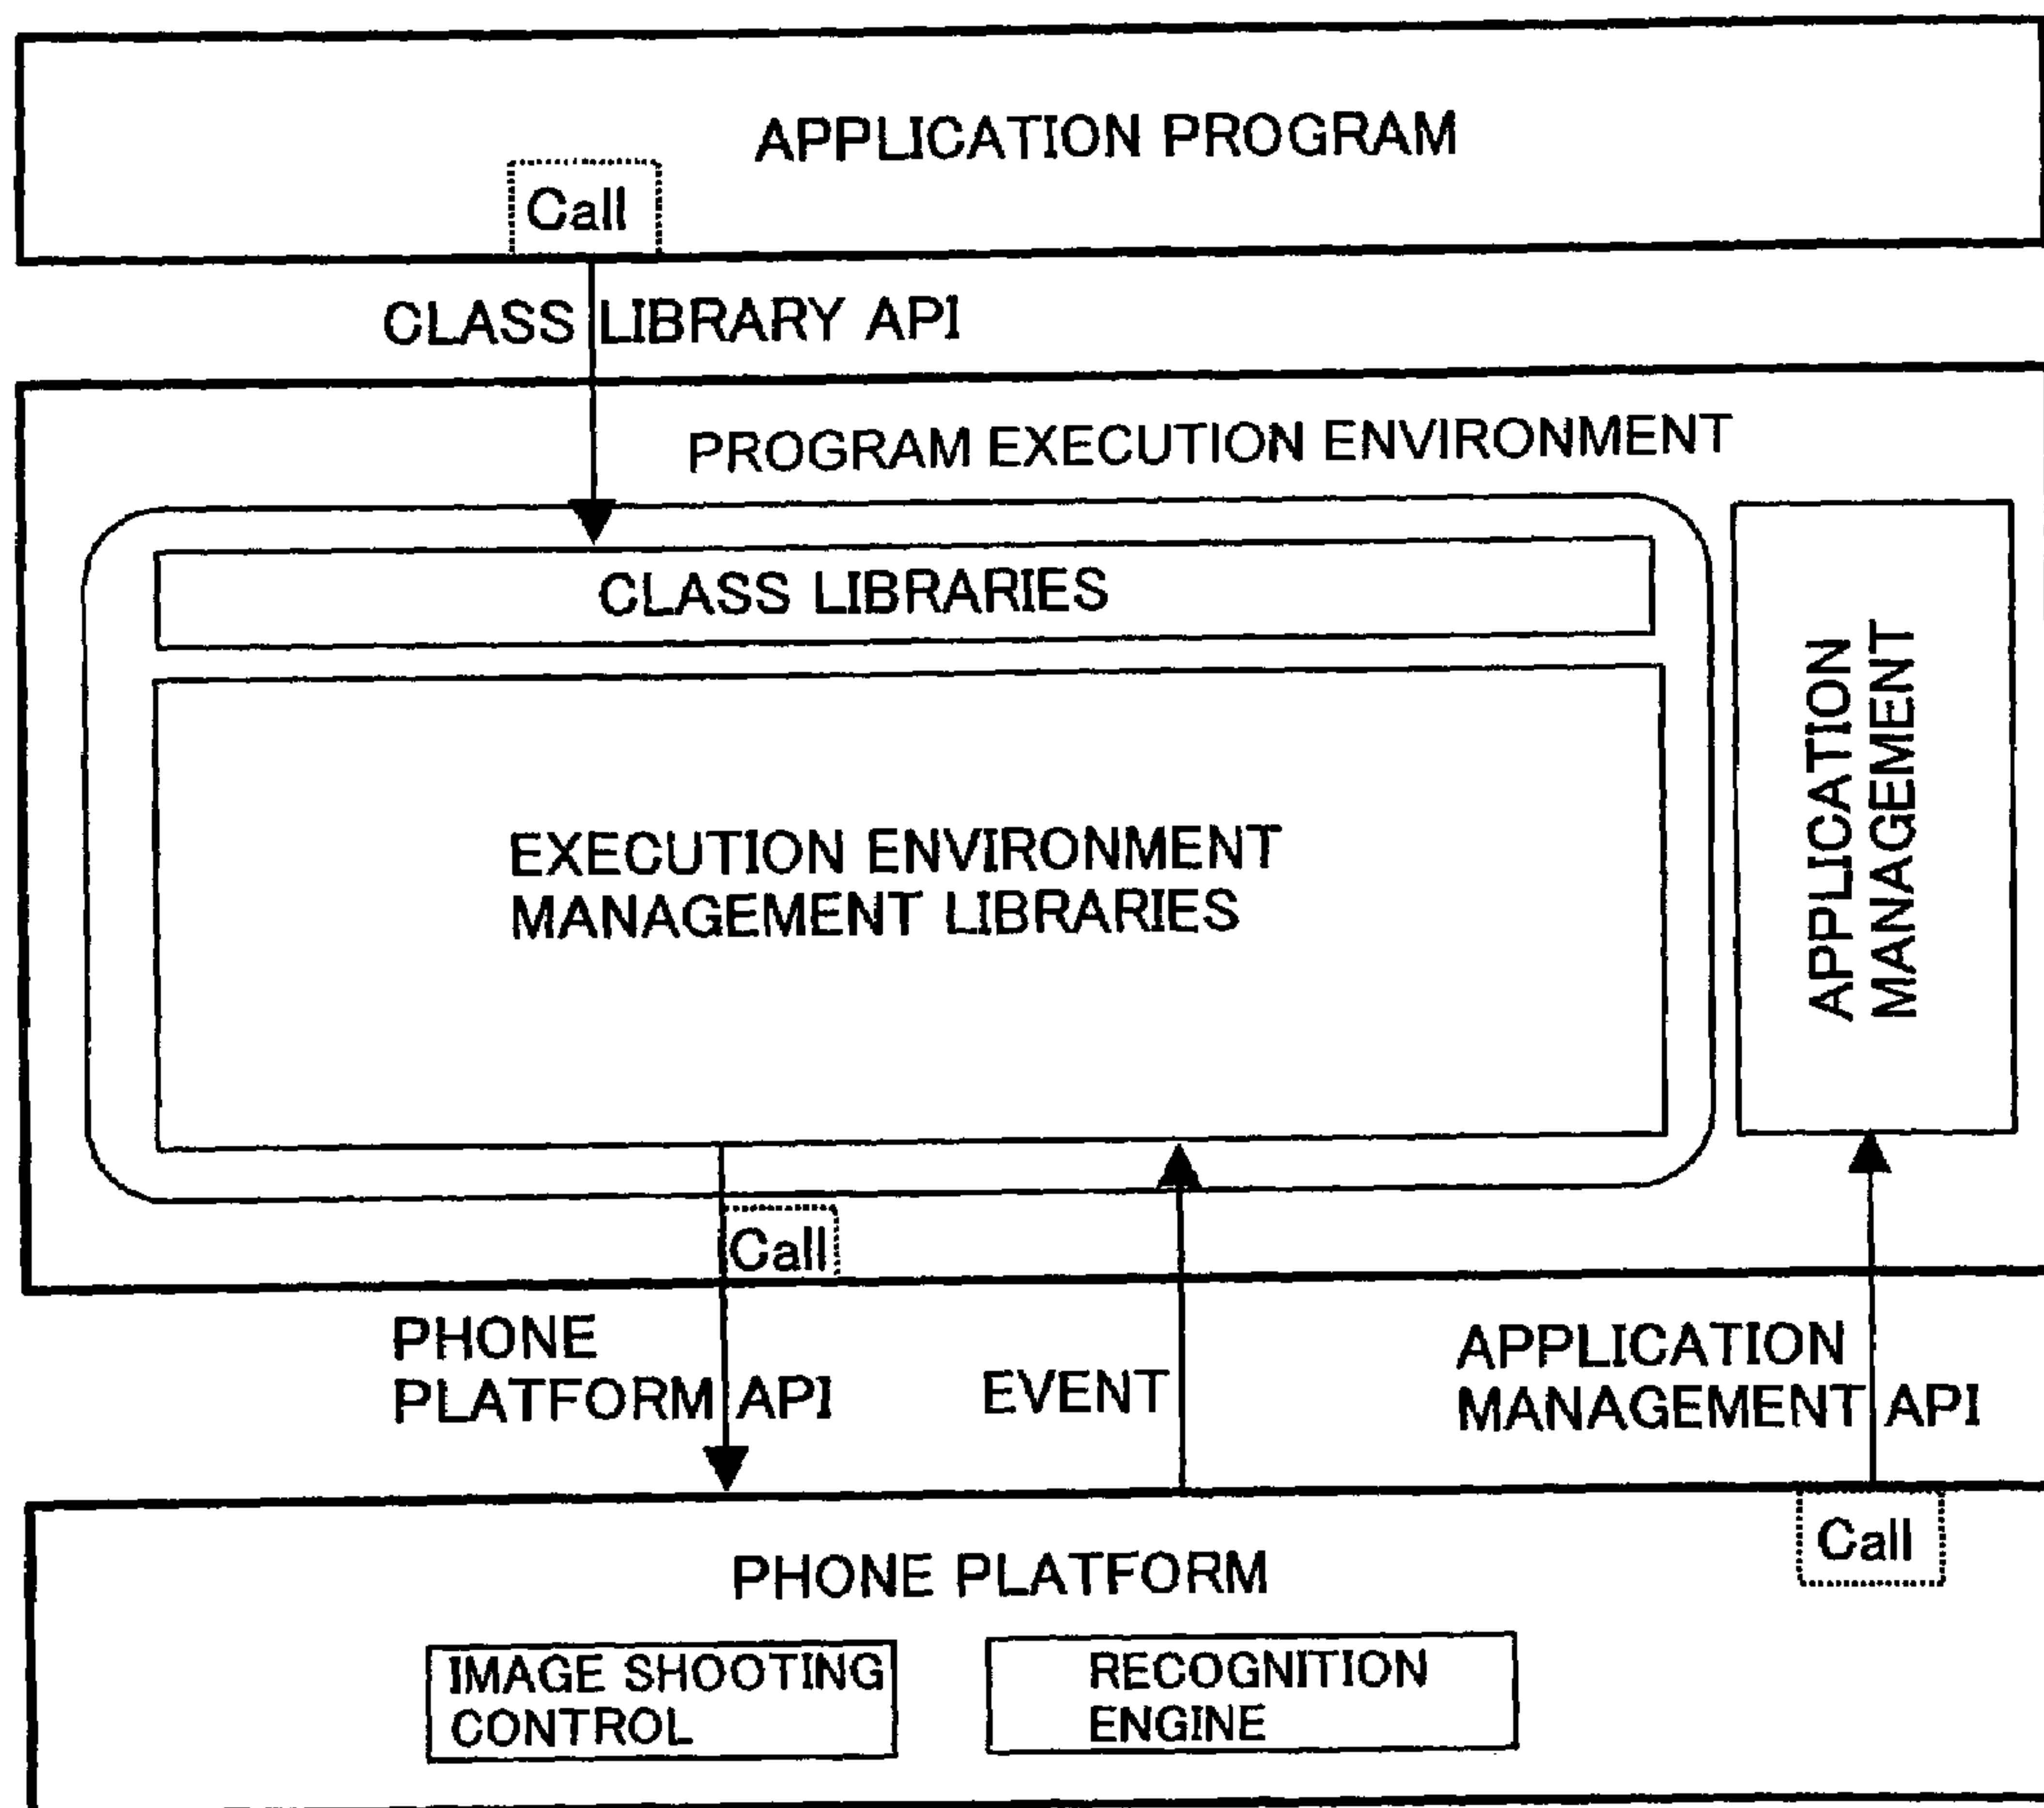 APPLICATION PROGRAM
Call
CLASS LIBRARY API
PROGRAM EXECUTION ENVIRONMENT
CLASS LIBRARIES
EXECUTION ENVIRONMENT
MANAGEMENT LIBRARIES
APPLICATION
MANAGEMENT
Call
PHONE
PLATFORM API
EVENT
APPLICATION
MANAGEMENT API
Call
PHONE PLATFORM
IMAGE SHOOTING
CONTROL
RECOGNITION
ENGINE